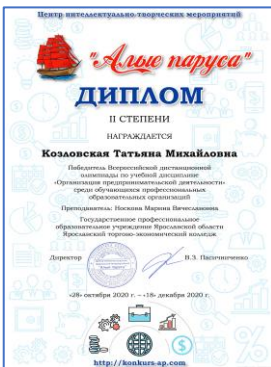 Центр интеллектуально-творческих мероприятий
"Алые паруса"
ДИПЛОМ
II СТЕПЕНИ
НАГРАЖДАЕТСЯ
Козловская Татьяна Михайловна
Победитель Всероссийской дистанционной
олимпиады по учебной дисциплине
«Организация предпринимательской деятельности»
среди обучающихся профессиональных
образовательных организаций
Преподаватель: Носкова Марина Вячеславовна
Государственное профессиональное
образовательное учреждение Ярославской области
Ярославский торгово-экономический колледж
Директор
В.З. Пасичниченко
«28» октября 2020 г. – «18» декабря 2020 г.
http://konkurs-ap.com